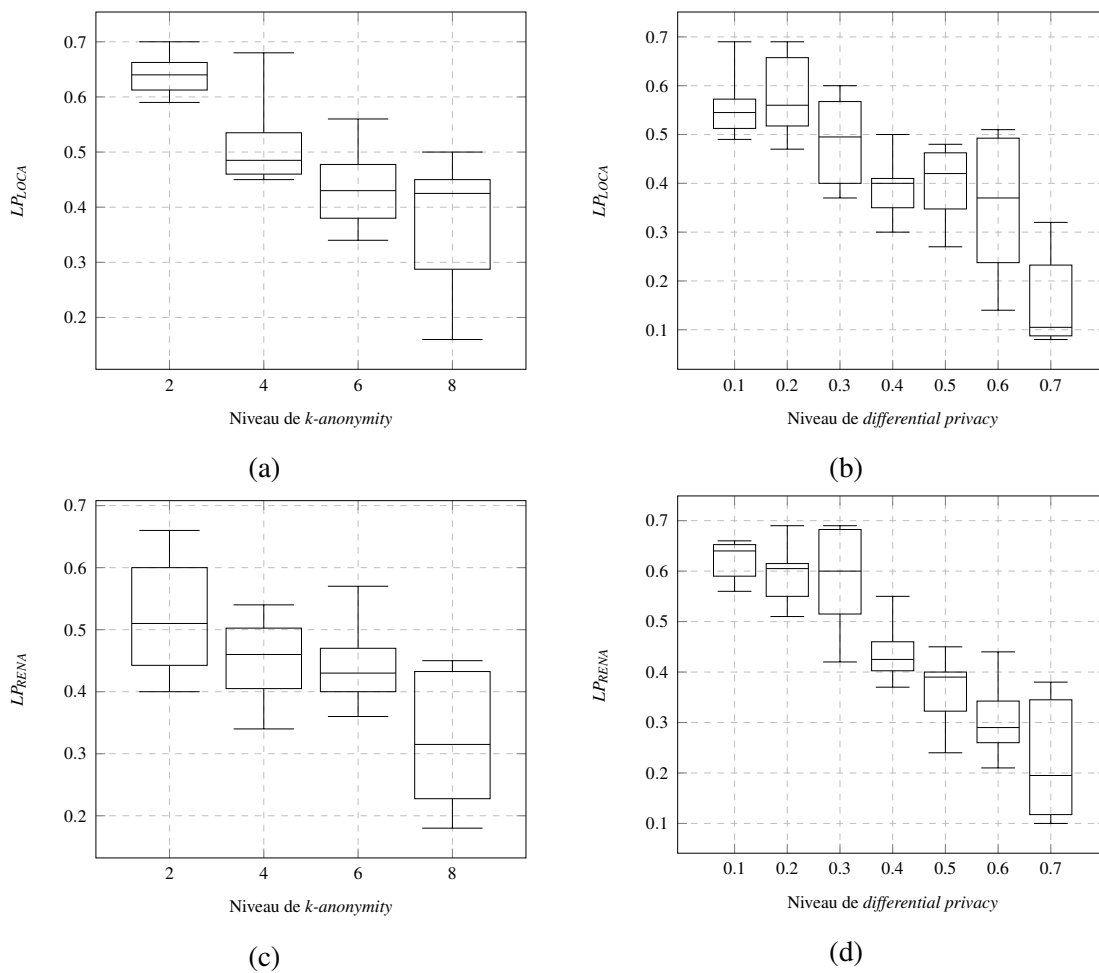 0.7
0.6
0.5
0.4
0.3
0.2
LP_LOCA
2 4 6 8
Niveau de k-anonymity
(a)
0.7
0.6
0.5
0.4
0.3
0.2
0.1
LP_LOCA
0.1 0.2 0.3 0.4 0.5 0.6 0.7
Niveau de differential privacy
(b)
0.7
0.6
0.5
0.4
0.3
0.2
LP_RENA
2 4 6 8
Niveau de k-anonymity
(c)
0.7
0.6
0.5
0.4
0.3
0.2
0.1
LP_RENA
0.1 0.2 0.3 0.4 0.5 0.6 0.7
Niveau de differential privacy
(d)